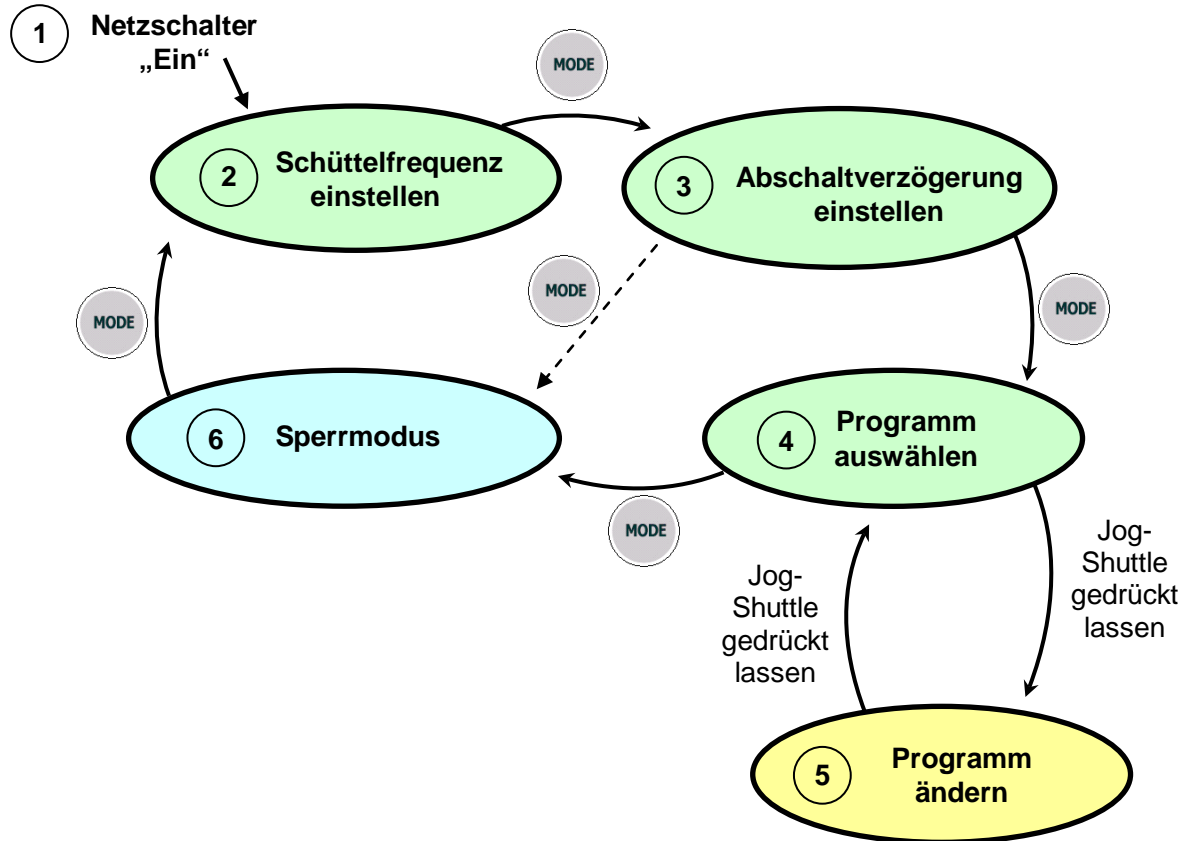 1
Netzschalter
„Ein“
MODE
2
Schüttelfrequenz
einstellen
3
Abschaltverzögerung
einstellen
MODE
MODE
MODE
6
Sperrmodus
4
Programm
auswählen
MODE
Jog-
Shuttle
gedrückt
lassen
Jog-
Shuttle
gedrückt
lassen
5
Programm
ändern